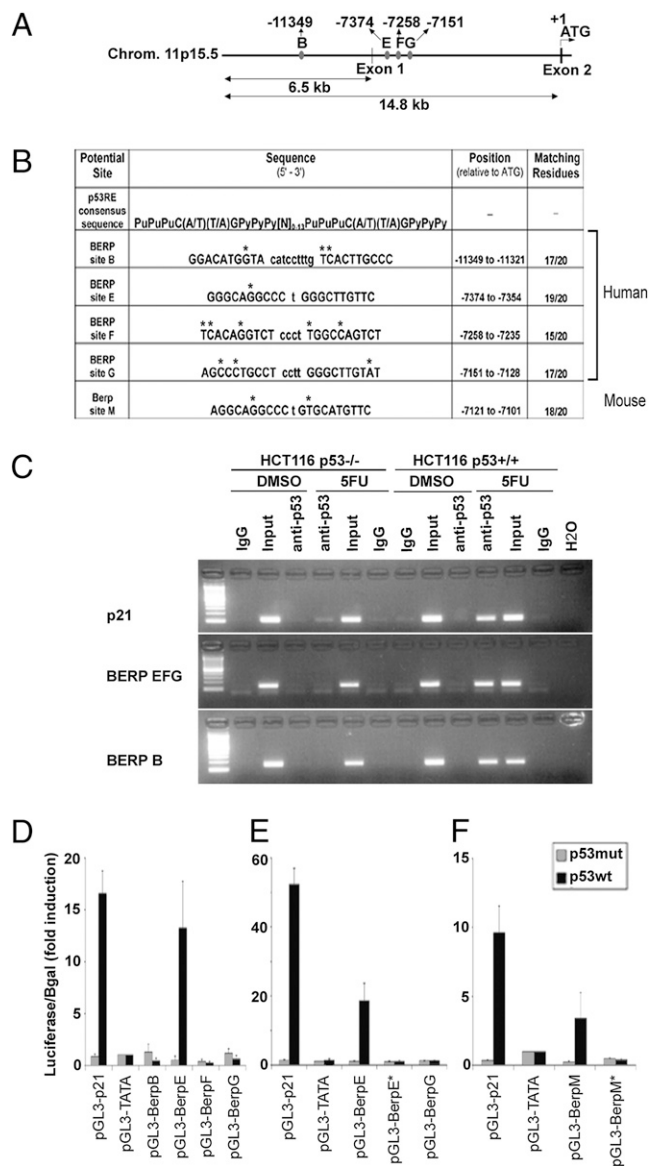 A
-11349 -7374 -7258 -7151 +1
B E F G ATG
Chrom. 11p15.5
Exon 1 Exon 2
6.5 kb
14.8 kb
B
Potential Site Sequence (5' - 3') Position (relative to ATG) Matching Residues
p53RE consensus sequence PuPuPuC(A/T)(T/A)GPyPyPy[N]0-13PuPuPuC(A/T)(T/A)GPyPyPy – –
* **
BERP site B GGACATGGTA catcctttg TCACTTGCCC -11349 to -11321 17/20
*
BERP site E GGGCAGGCCC t GGGCTTGTTC -7374 to -7354 19/20
** * * *
BERP site F TCACAGGTCT ccct TGGCCAGTCT -7258 to -7235 15/20
* * *
BERP site G AGCCCTGCCT cctt GGGCTTGTAT -7151 to -7128 17/20
* *
Berp site M AGGCAGGCCC t GTGCATGTTC -7121 to -7101 18/20
Human
Mouse
C
HCT116 p53-/- HCT116 p53+/+
DMSO 5FU DMSO 5FU
IgG Input anti-p53 anti-p53 Input IgG IgG Input anti-p53 anti-p53 Input IgG H2O
p21
BERP EFG
BERP B
D E F
Luciferase/Bgal (fold induction)
20
15
10
5
0
pGL3-p21 pGL3-TATA pGL3-BerpB pGL3-BerpE pGL3-BerpF pGL3-BerpG
60
40
20
0
pGL3-p21 pGL3-TATA pGL3-BerpE pGL3-BerpE* pGL3-BerpG
15
10
5
0
pGL3-p21 pGL3-TATA pGL3-BerpM pGL3-BerpM*
p53mut
p53wt